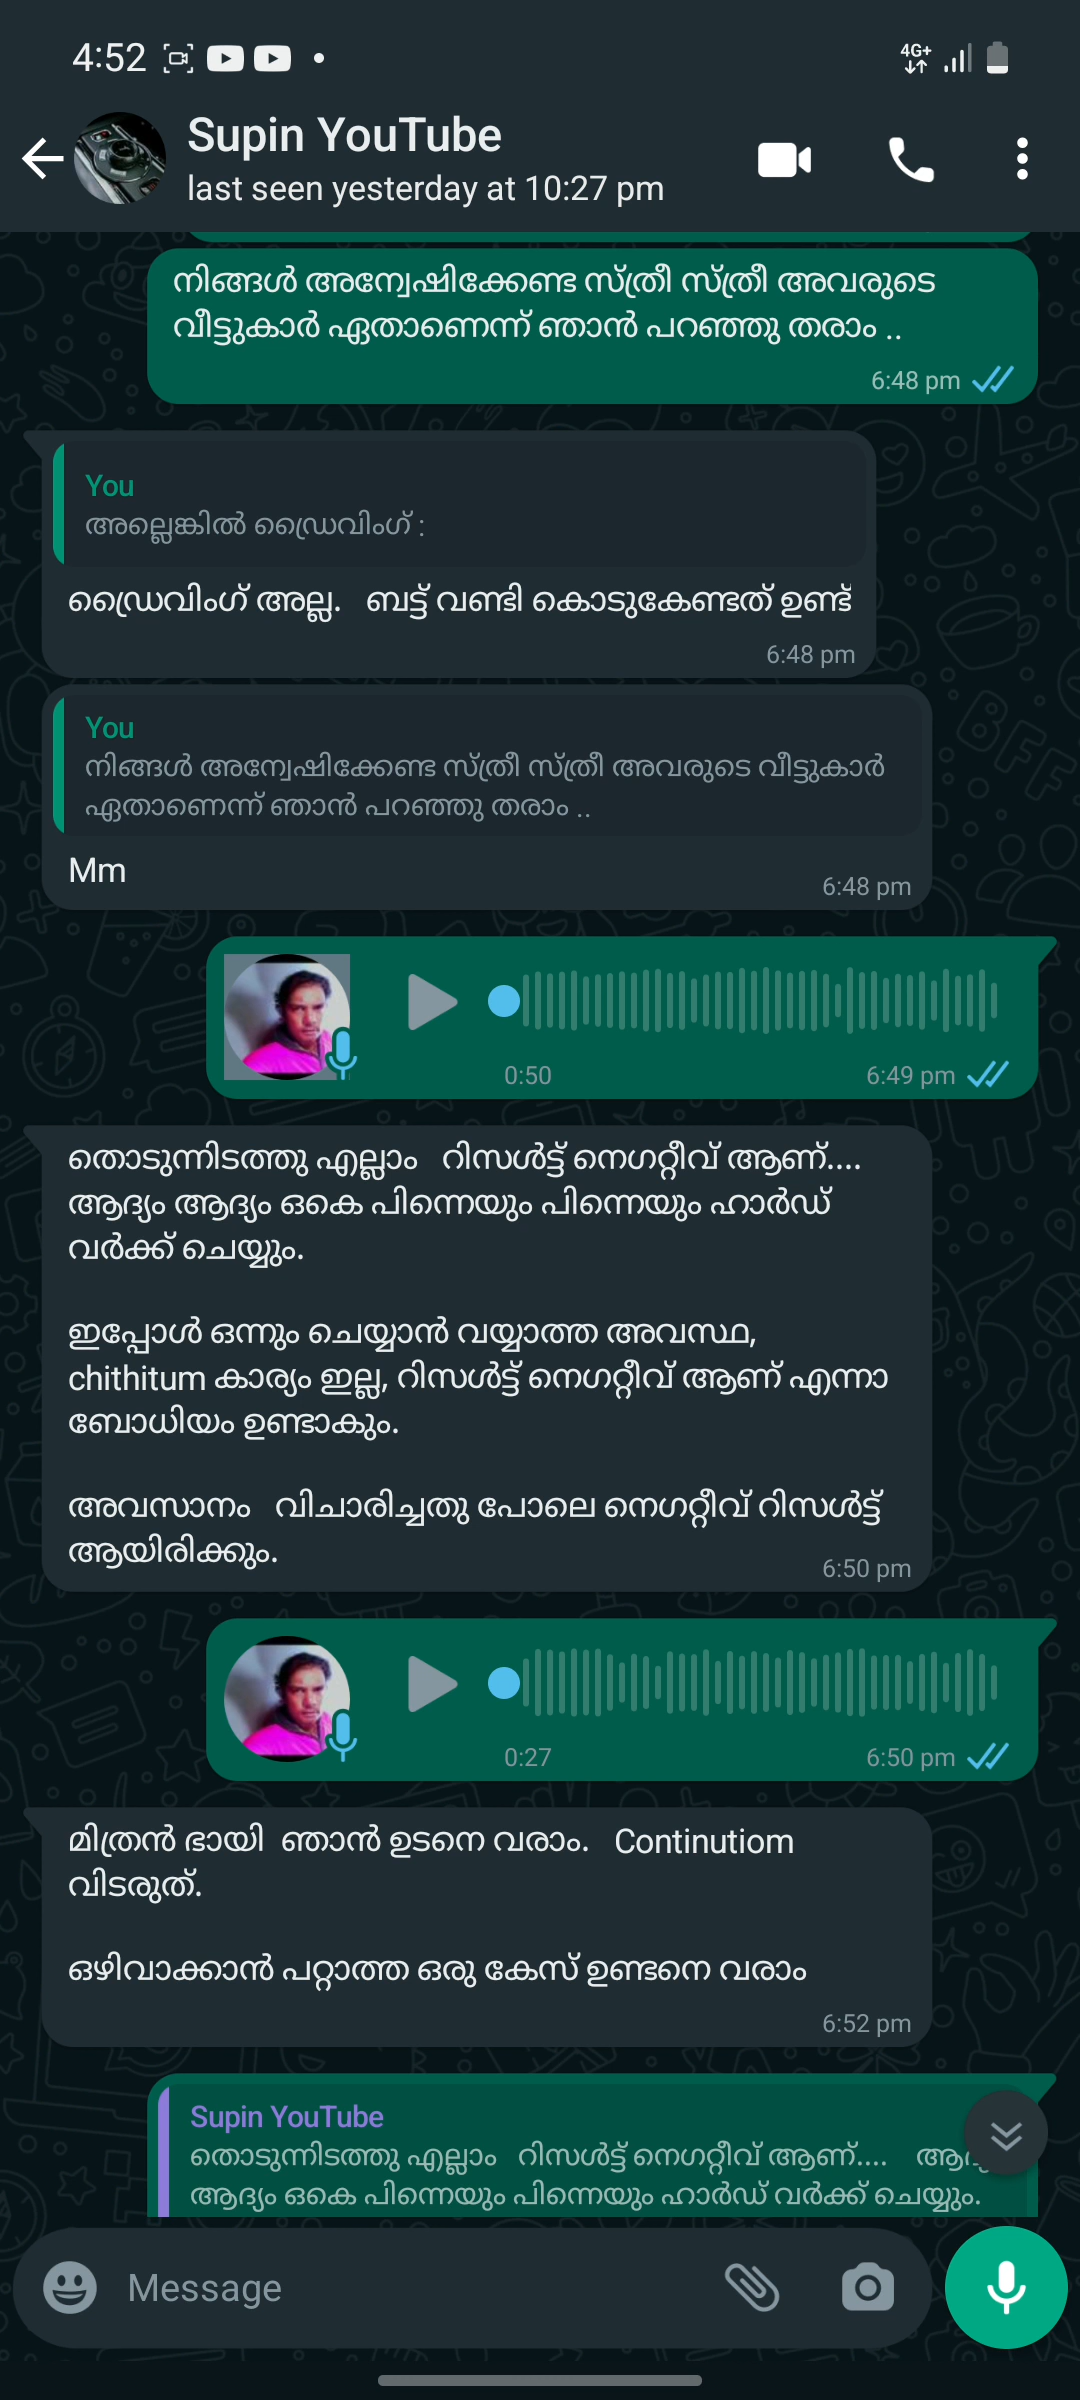 4:52
4G+
Supin YouTube
last seen yesterday at 10:27 pm
നിങ്ങൾ അന്വേഷിക്കേണ്ട സ്ത്രീ സ്ത്രീ അവരുടെ
വീട്ടുകാർ ഏതാണെന്ന് ഞാൻ പറഞ്ഞു തരാം ..
6:48 pm
You
അല്ലെങ്കിൽ ഡ്രൈവിംഗ് :
ഡ്രൈവിംഗ് അല്ല.   ബട്ട് വണ്ടി കൊടുകേണ്ടത് ഉണ്ട്
6:48 pm
You
നിങ്ങൾ അന്വേഷിക്കേണ്ട സ്ത്രീ സ്ത്രീ അവരുടെ വീട്ടുകാർ
ഏതാണെന്ന് ഞാൻ പറഞ്ഞു തരാം ..
Mm
6:48 pm
0:50
6:49 pm
തൊടുന്നിടത്തു എല്ലാം   റിസൾട്ട് നെഗറ്റീവ് ആണ്....
ആദ്യം ആദ്യം ഒകെ പിന്നെയും പിന്നെയും ഹാർഡ്
വർക്ക് ചെയ്യും.
ഇപ്പോൾ ഒന്നും ചെയ്യാൻ വയ്യാത്ത അവസ്ഥ,
chithitum കാര്യം ഇല്ല, റിസൾട്ട് നെഗറ്റീവ് ആണ് എന്നാ
ബോധിയം ഉണ്ടാകും.
അവസാനം   വിചാരിച്ചതു പോലെ നെഗറ്റീവ് റിസൾട്ട്
ആയിരിക്കും.
6:50 pm
0:27
6:50 pm
മിത്രൻ ഭായി  ഞാൻ ഉടനെ വരാം.   Continutiom
വിടരുത്.
ഒഴിവാക്കാൻ പറ്റാത്ത ഒരു കേസ് ഉണ്ടനെ വരാം
6:52 pm
Supin YouTube
തൊടുന്നിടത്തു എല്ലാം   റിസൾട്ട് നെഗറ്റീവ് ആണ്....
ആദ്യം ഒകെ പിന്നെയും പിന്നെയും ഹാർഡ് വർക്ക് ചെയ്യും.
Message